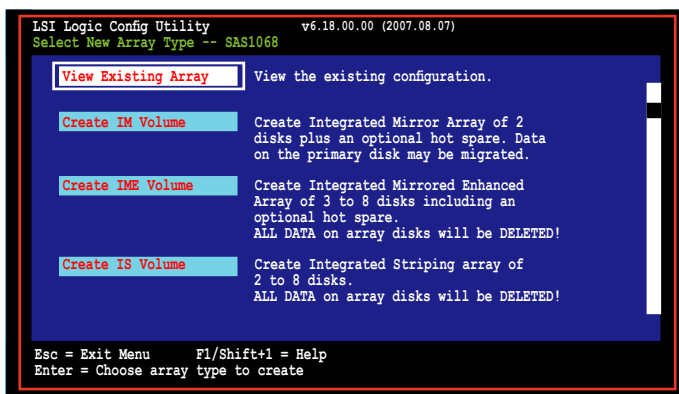 LSI Logic Config Utility v6.18.00.00 (2007.08.07)
Select New Array Type -- SAS1068
View Existing Array View the existing configuration.
Create IM Volume Create Integrated Mirror Array of 2
disks plus an optional hot spare. Data
on the primary disk may be migrated.
Create IME Volume Create Integrated Mirrored Enhanced
Array of 3 to 8 disks including an
optional hot spare.
ALL DATA on array disks will be DELETED!
Create IS Volume Create Integrated Striping array of
2 to 8 disks.
ALL DATA on array disks will be DELETED!
Esc = Exit Menu F1/Shift+1 = Help
Enter = Choose array type to create